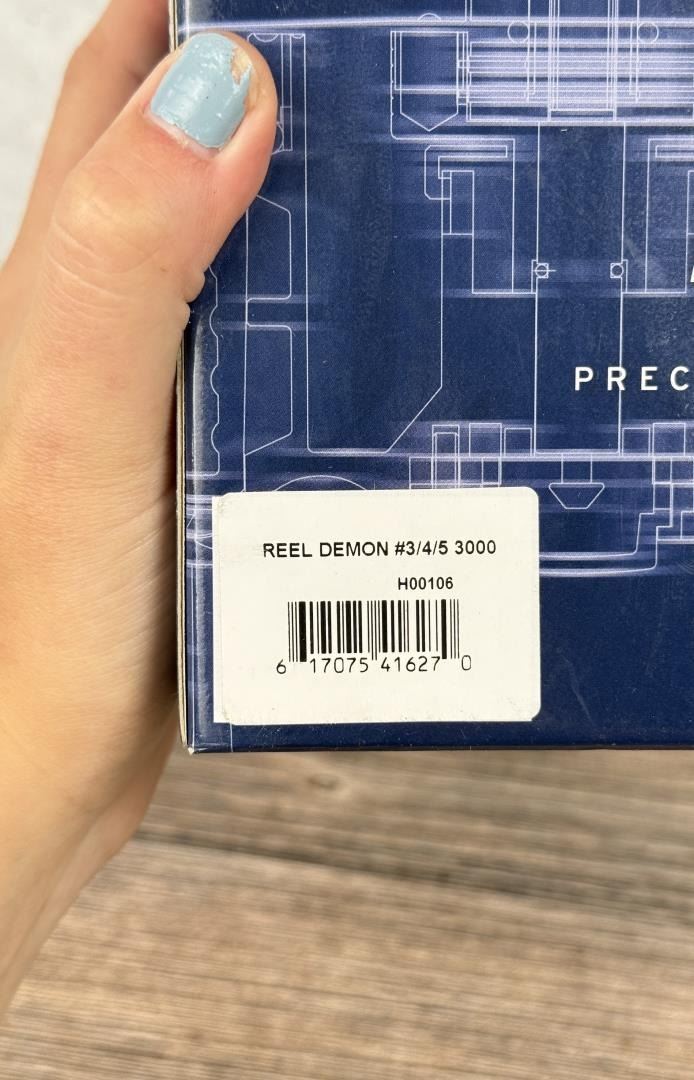 PREC
REEL DEMON #3/4/5 3000
H00106
6 17075 41627 0